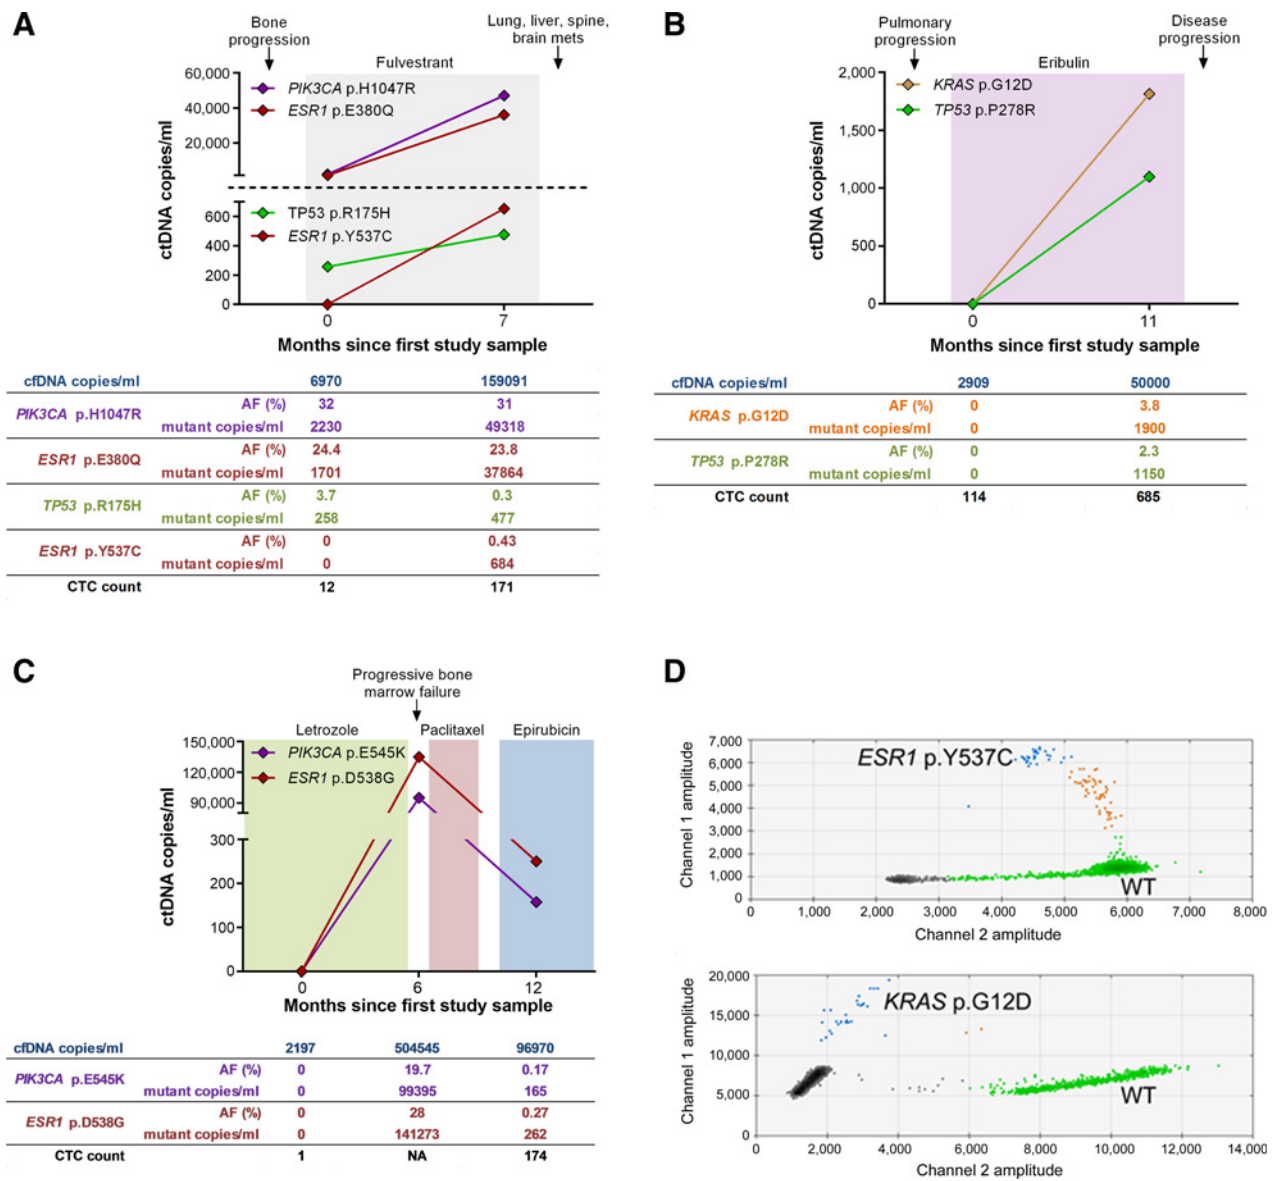 A
Bone
progression
Lung, liver, spine,
brain mets
Fulvestrant
60,000
40,000
20,000
PIK3CA p.H1047R
ESR1 p.E380Q
ctDNA copies/ml
600
400
200
0
TP53 p.R175H
ESR1 p.Y537C
0 7
Months since first study sample
cfDNA copies/ml 6970 159091
PIK3CA p.H1047R
AF (%) 32 31
mutant copies/ml 2230 49318
ESR1 p.E380Q
AF (%) 24.4 23.8
mutant copies/ml 1701 37864
TP53 p.R175H
AF (%) 3.7 0.3
mutant copies/ml 258 477
ESR1 p.Y537C
AF (%) 0 0.43
mutant copies/ml 0 684
CTC count 12 171
B
Pulmonary
progression
Disease
progression
Eribulin
2,000
1,500
1,000
500
0
KRAS p.G12D
TP53 p.P278R
ctDNA copies/ml
0 11
Months since first study sample
cfDNA copies/ml 2909 50000
KRAS p.G12D
AF (%) 0 3.8
mutant copies/ml 0 1900
TP53 p.P278R
AF (%) 0 2.3
mutant copies/ml 0 1150
CTC count 114 685
C
Progressive bone
marrow failure
Letrozole Paclitaxel Epirubicin
150,000
120,000
90,000
PIK3CA p.E545K
ESR1 p.D538G
ctDNA copies/ml
300
200
100
0
0 6 12
Months since first study sample
cfDNA copies/ml 2197 504545 96970
PIK3CA p.E545K
AF (%) 0 19.7 0.17
mutant copies/ml 0 99395 165
ESR1 p.D538G
AF (%) 0 28 0.27
mutant copies/ml 0 141273 262
CTC count 1 NA 174
D
7,000
6,000
5,000
4,000
3,000
2,000
1,000
0
Channel 1 amplitude
ESR1 p.Y537C
WT
0 1,000 2,000 3,000 4,000 5,000 6,000 7,000 8,000
Channel 2 amplitude
20,000
15,000
10,000
5,000
0
Channel 1 amplitude
KRAS p.G12D
WT
0 2,000 4,000 6,000 8,000 10,000 12,000 14,000
Channel 2 amplitude